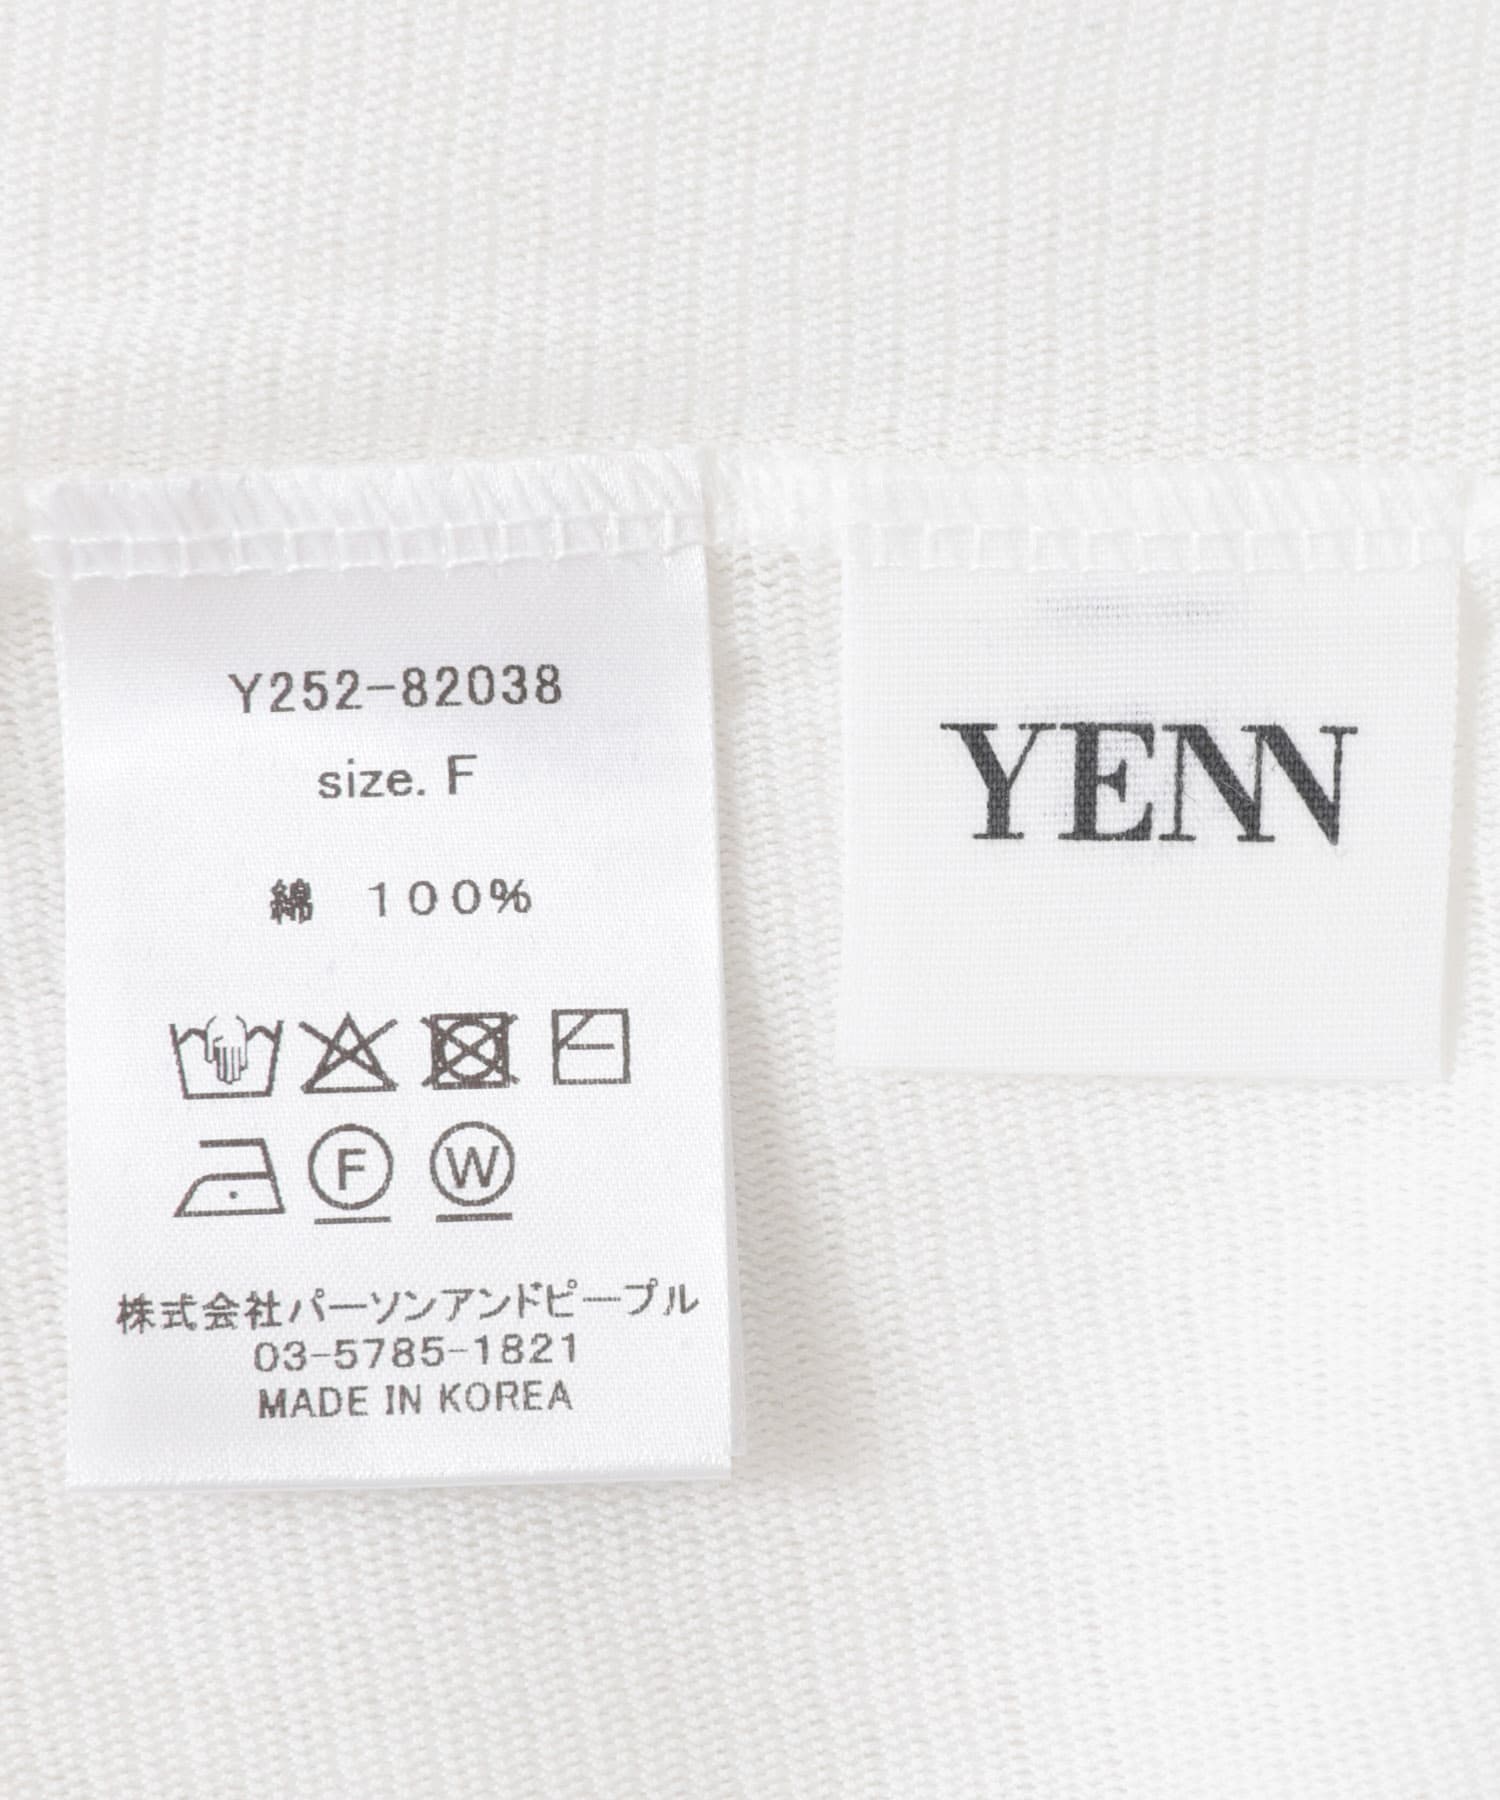 Y252-82038
size. F
綿　１００%
F W
株式会社パーソンアンドピープル
03-5785-1821
MADE IN KOREA
YENN